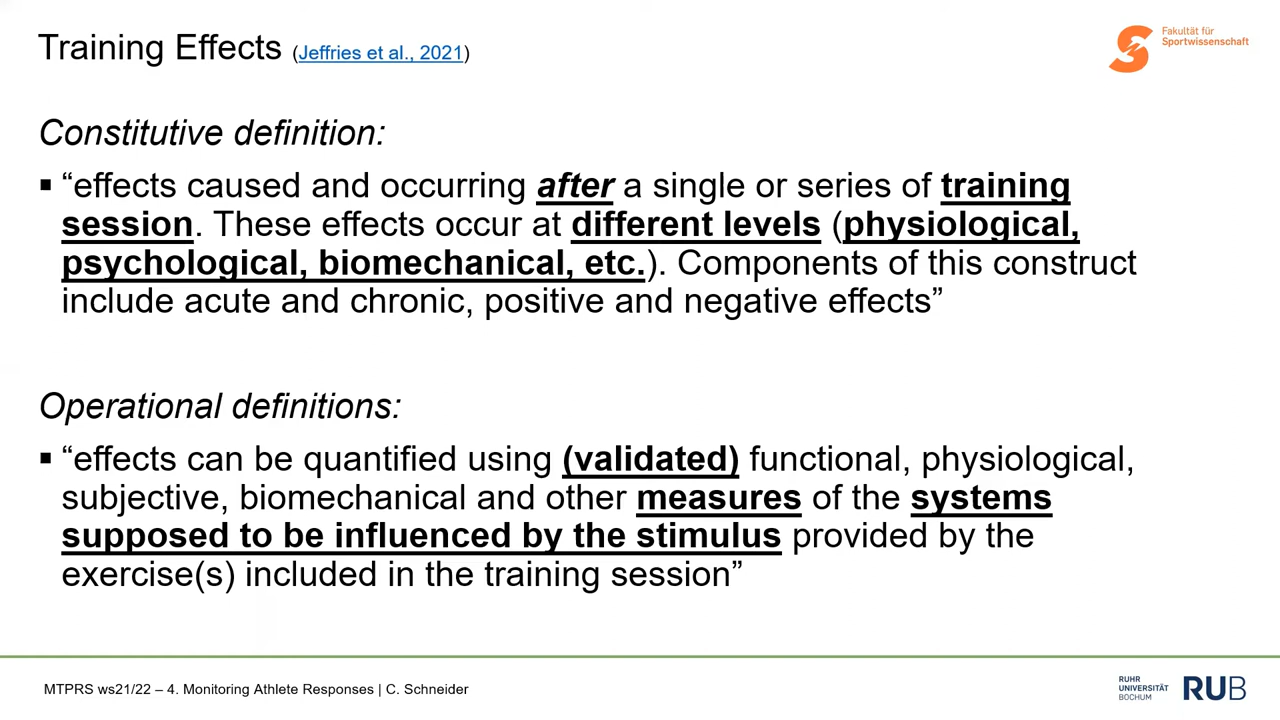 Training Effects (Jeffries et al., 2021)
Fakultät für
Sportwissenschaft
Constitutive definition:
▪ “effects caused and occurring after a single or series of training
session. These effects occur at different levels (physiological,
psychological, biomechanical, etc.). Components of this construct
include acute and chronic, positive and negative effects”
Operational definitions:
▪ “effects can be quantified using (validated) functional, physiological,
subjective, biomechanical and other measures of the systems
supposed to be influenced by the stimulus provided by the
exercise(s) included in the training session”
MTPRS ws21/22 – 4. Monitoring Athlete Responses | C. Schneider
RUHR
UNIVERSITÄT
BOCHUM
RUB